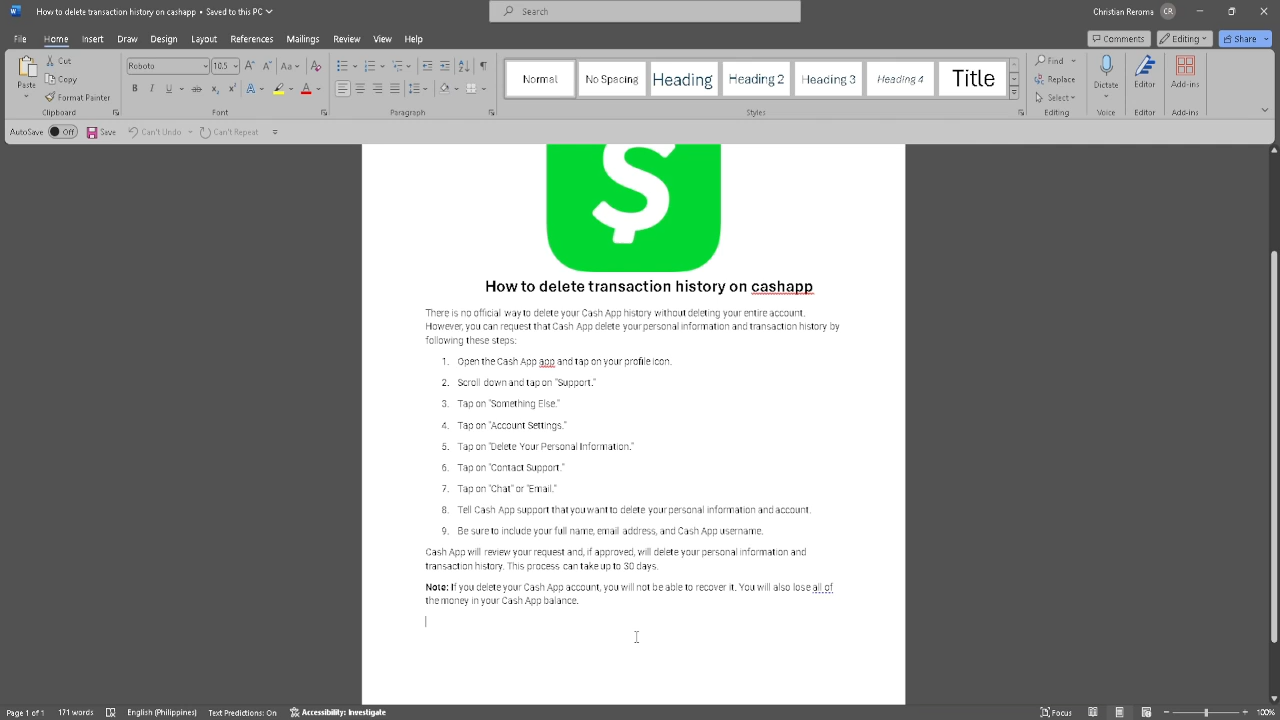 How to delete transaction history on cashapp • Saved to this PC
Search
Christian Reroma CR
File Home Insert Draw Design Layout References Mailings Review View Help
Comments Editing Share
Paste Cut Copy Format Painter
Clipboard
Roboto 10.5
Font
Paragraph
Normal No Spacing Heading Heading 2 Heading 3 Heading 4 Title
Styles
Find Replace Select
Editing
Dictate
Voice
Editor
Editor
Add-ins
Add-ins
AutoSave Off Save Can't Undo Can't Repeat
$
How to delete transaction history on cashapp
There is no official way to delete your Cash App history without deleting your entire account.
However, you can request that Cash App delete your personal information and transaction history by
following these steps:
1. Open the Cash App app and tap on your profile icon.
2. Scroll down and tap on "Support."
3. Tap on "Something Else."
4. Tap on "Account Settings."
5. Tap on "Delete Your Personal Information."
6. Tap on "Contact Support."
7. Tap on "Chat" or "Email."
8. Tell Cash App support that you want to delete your personal information and account.
9. Be sure to include your full name, email address, and Cash App username.
Cash App will review your request and, if approved, will delete your personal information and
transaction history. This process can take up to 30 days.
Note: If you delete your Cash App account, you will not be able to recover it. You will also lose all of
the money in your Cash App balance.
Page 1 of 1 171 words English (Philippines) Text Predictions: On Accessibility: Investigate Focus 100%